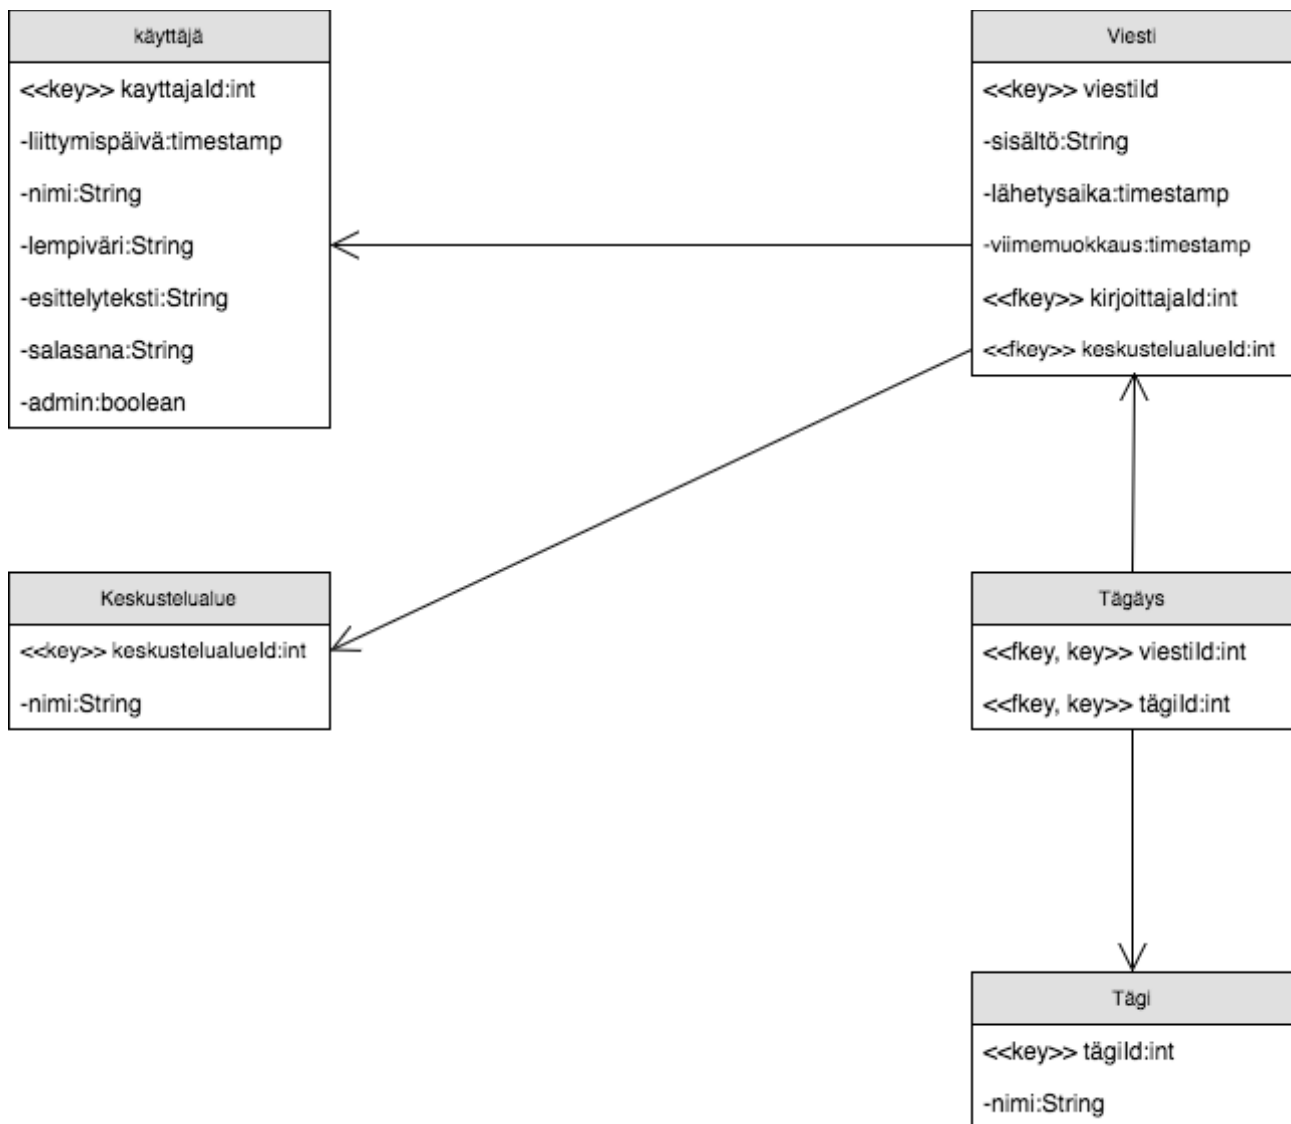 käyttäjä
<<key>> kayttajaId:int
-liittymispäivä:timestamp
-nimi:String
-lempiväri:String
-esittelyteksti:String
-salasana:String
-admin:boolean
Viesti
<<key>> viestiId
-sisältö:String
-lähetysaika:timestamp
-viimemuokkaus:timestamp
<<fkey>> kirjoittajaId:int
<<fkey>> keskustelualueId:int
Keskustelualue
<<key>> keskustelualueId:int
-nimi:String
Tägäys
<<fkey, key>> viestiId:int
<<fkey, key>> tägiId:int
Tägi
<<key>> tägiId:int
-nimi:String